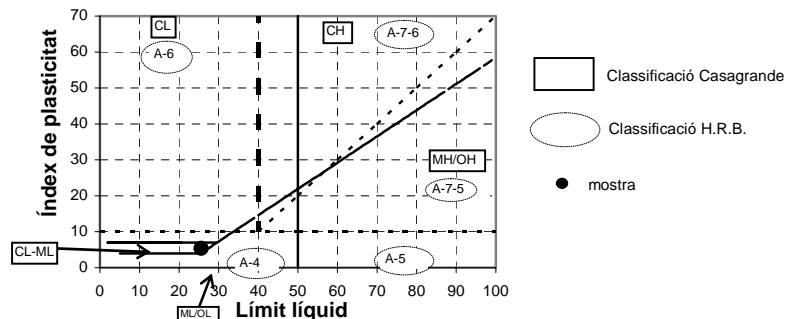 70
60
50
40
30
20
10
0
Índex de plasticitat
CL
A-6
CH
A-7-6
MH/OH
A-7-5
CL-ML
A-4
A-5
0 10 20 30 40 50 60 70 80 90 100
ML/OL
Límit líquid
Classificació Casagrande
Classificació H.R.B.
mostra